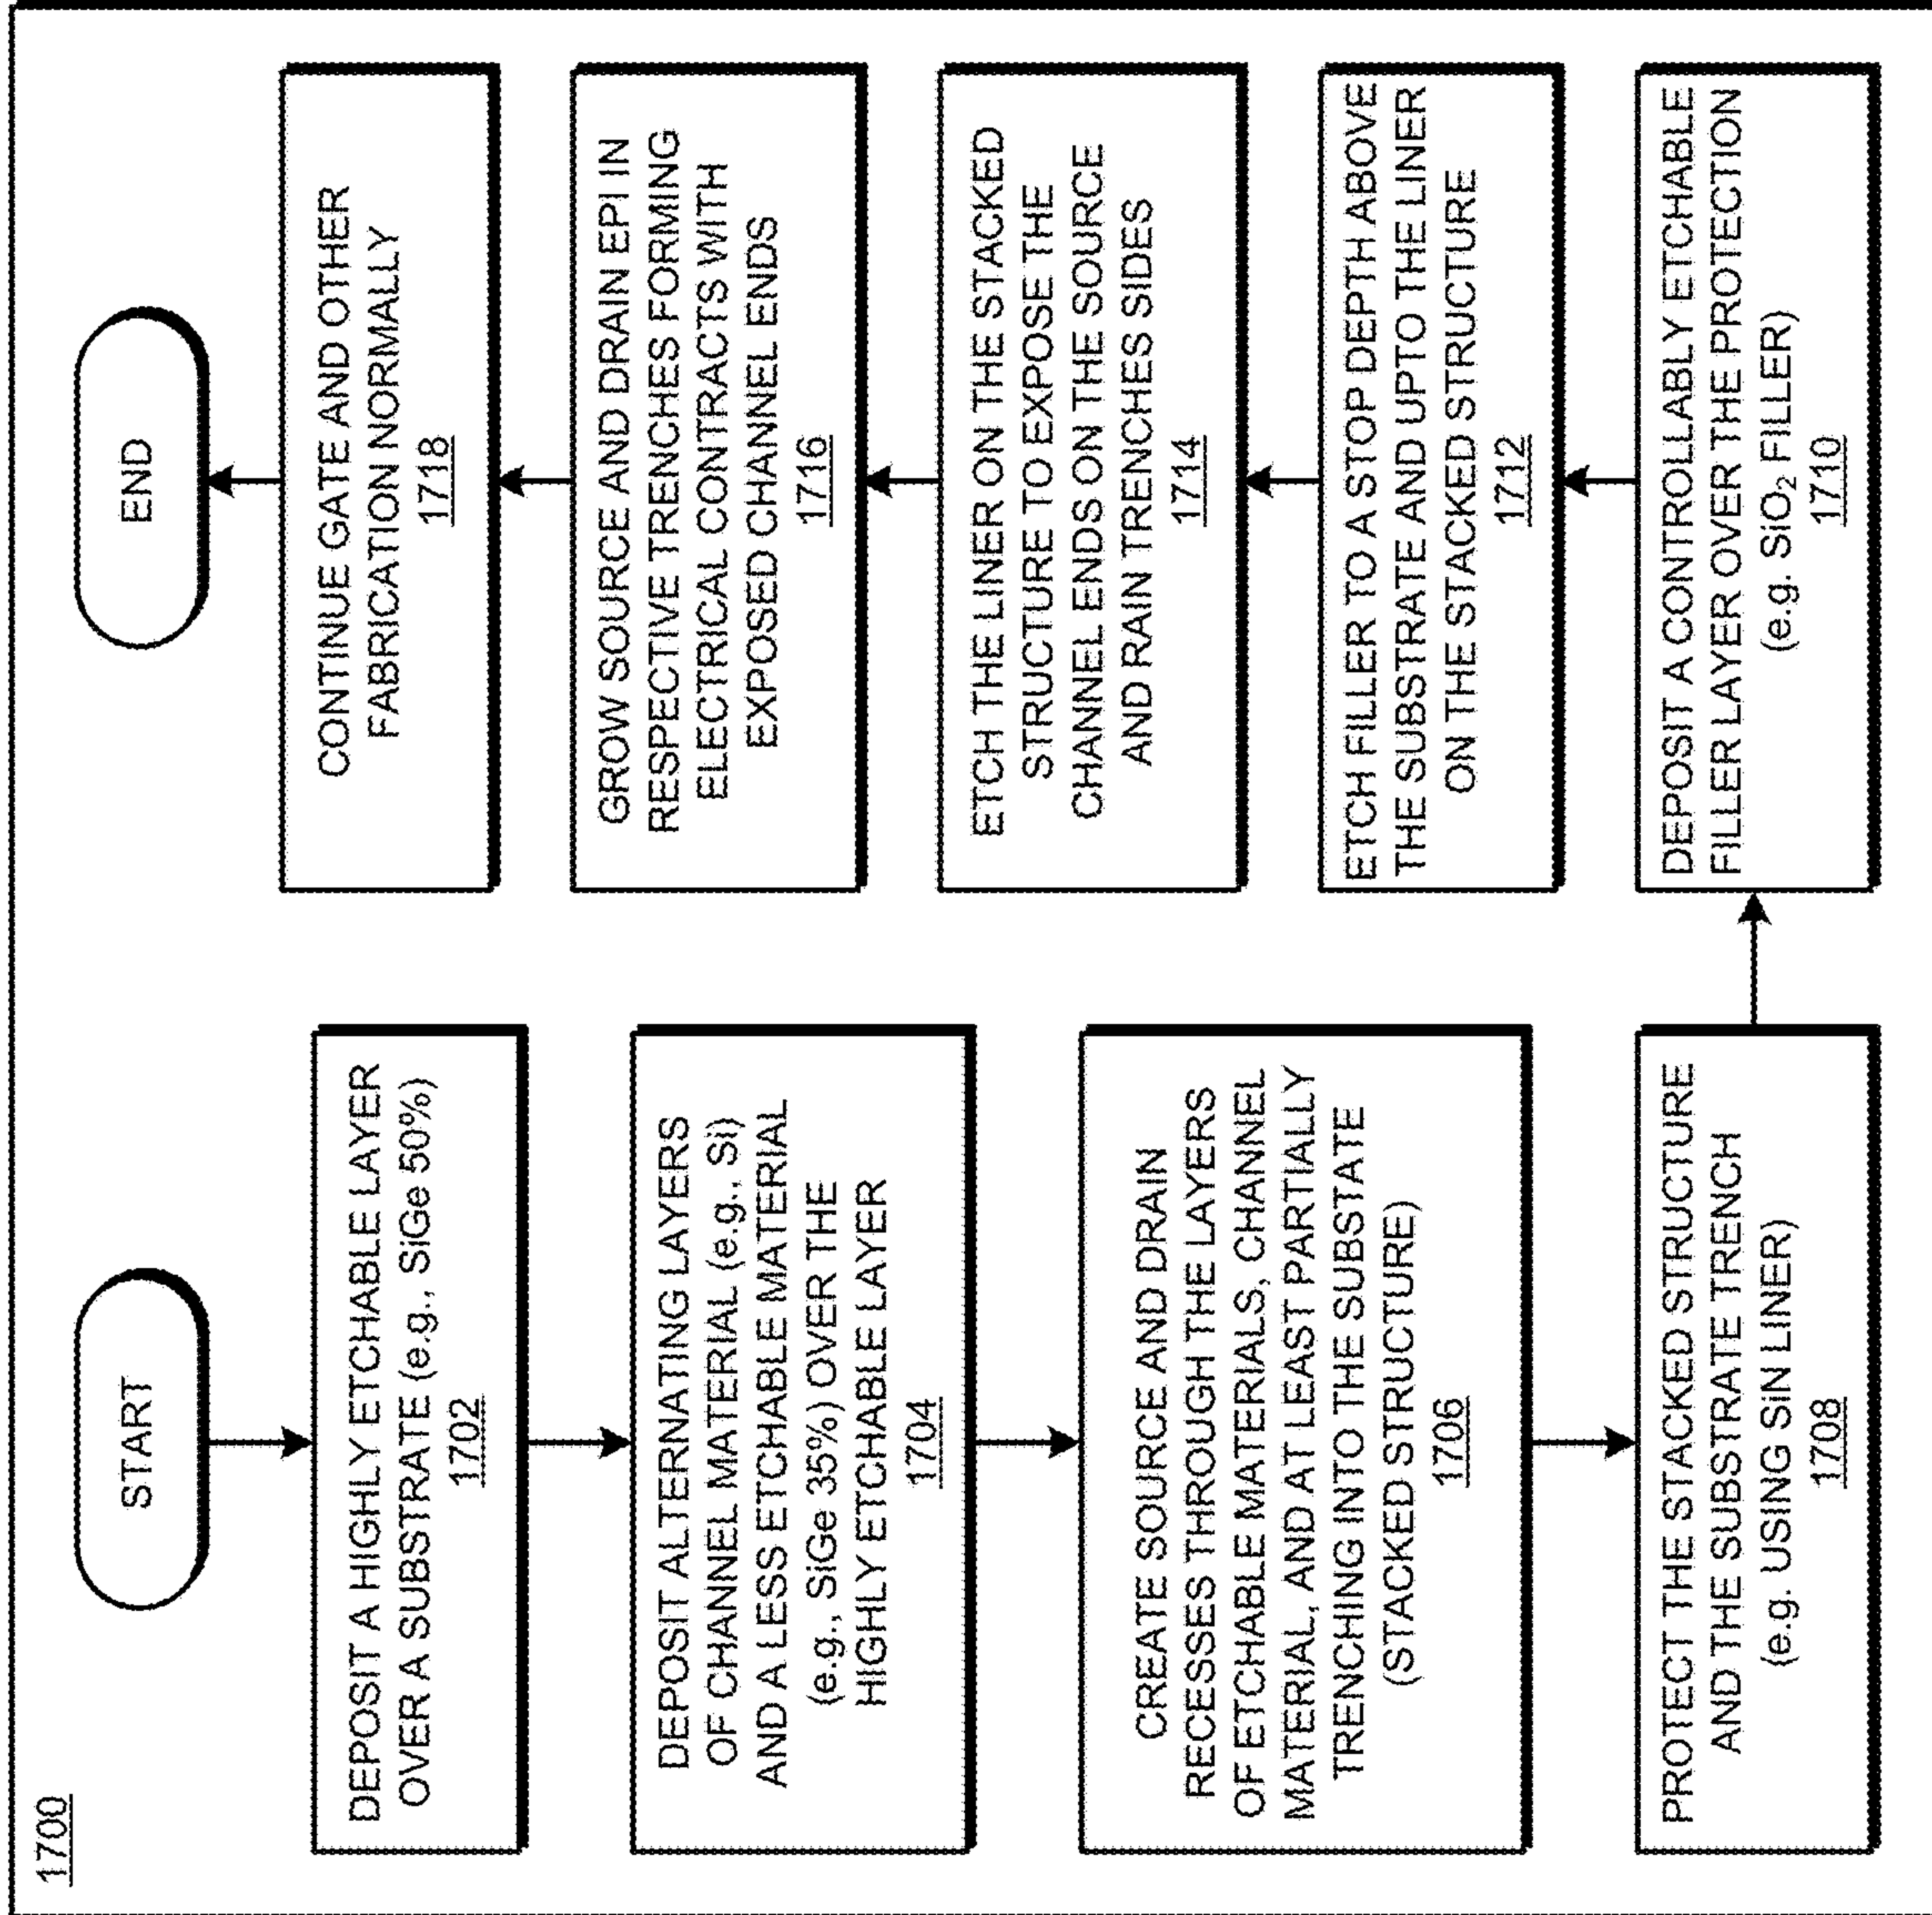 1700
START
DEPOSIT A HIGHLY ETCHABLE LAYER
OVER A SUBSTRATE (e.g., SiGe 50%)
1702
DEPOSIT ALTERNATING LAYERS
OF CHANNEL MATERIAL (e.g., Si)
AND A LESS ETCHABLE MATERIAL
(e.g., SiGe 35%) OVER THE
HIGHLY ETCHABLE LAYER
1704
CREATE SOURCE AND DRAIN
RECESSES THROUGH THE LAYERS
OF ETCHABLE MATERIALS, CHANNEL
MATERIAL, AND AT LEAST PARTIALLY
TRENCHING INTO THE SUBSTATE
(STACKED STRUCTURE)
1706
PROTECT THE STACKED STRUCTURE
AND THE SUBSTRATE TRENCH
(e.g. USING SiN LINER)
1708
DEPOSIT A CONTROLLABLY ETCHABLE
FILLER LAYER OVER THE PROTECTION
(e.g. SiO₂ FILLER)
1710
ETCH FILLER TO A STOP DEPTH ABOVE
THE SUBSTRATE AND UPTO THE LINER
ON THE STACKED STRUCTURE
1712
ETCH THE LINER ON THE STACKED
STRUCTURE TO EXPOSE THE
CHANNEL ENDS ON THE SOURCE
AND RAIN TRENCHES SIDES
1714
GROW SOURCE AND DRAIN EPI IN
RESPECTIVE TRENCHES FORMING
ELECTRICAL CONTRACTS WITH
EXPOSED CHANNEL ENDS
1716
CONTINUE GATE AND OTHER
FABRICATION NORMALLY
1718
END